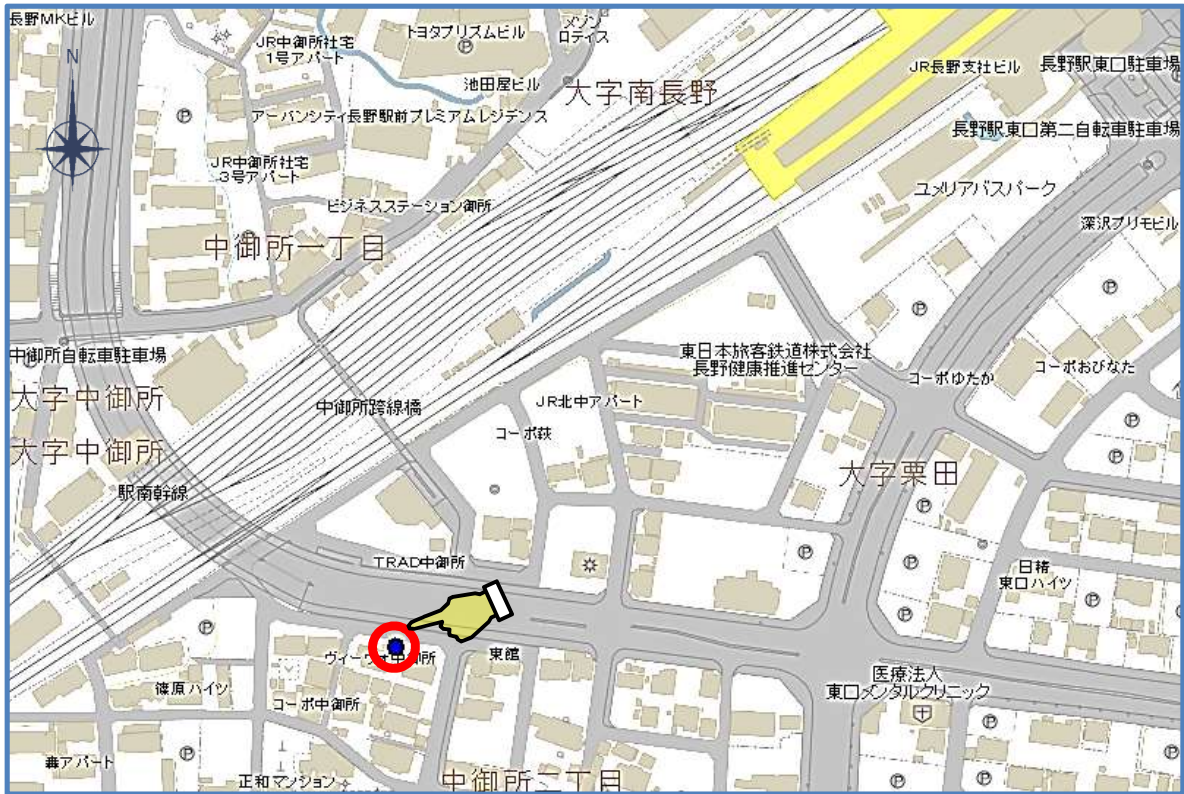 長野MKビル
N
JR中御所社宅
1号アパート
トヨタプリズムビル
メゾン
ロティス
池田屋ビル
大字南長野
JR長野支社ビル
長野駅東口駐車場
アーバンシティ長野駅前プレミアムレジデンス
長野駅東口第二自転車駐車場
JR中御所社宅
3号アパート
ビジネスステーション御所
ユメリアバスパーク
深沢プリモビル
中御所一丁目
中御所自転車駐車場
東日本旅客鉄道株式会社
長野健康推進センター
コーポゆたか
コーポおびなた
大字中御所
中御所跨線橋
JR北中アパート
コーポ萩
大字中御所
大字栗田
駅南幹線
TRAD中御所
日椿
東口ハイツ
ヴィーヴォ中御所
東館
医療法人
東口メンタルクリニック
篠原ハイツ
コーポ中御所
轟アパート
正和マンション
中御所二丁目